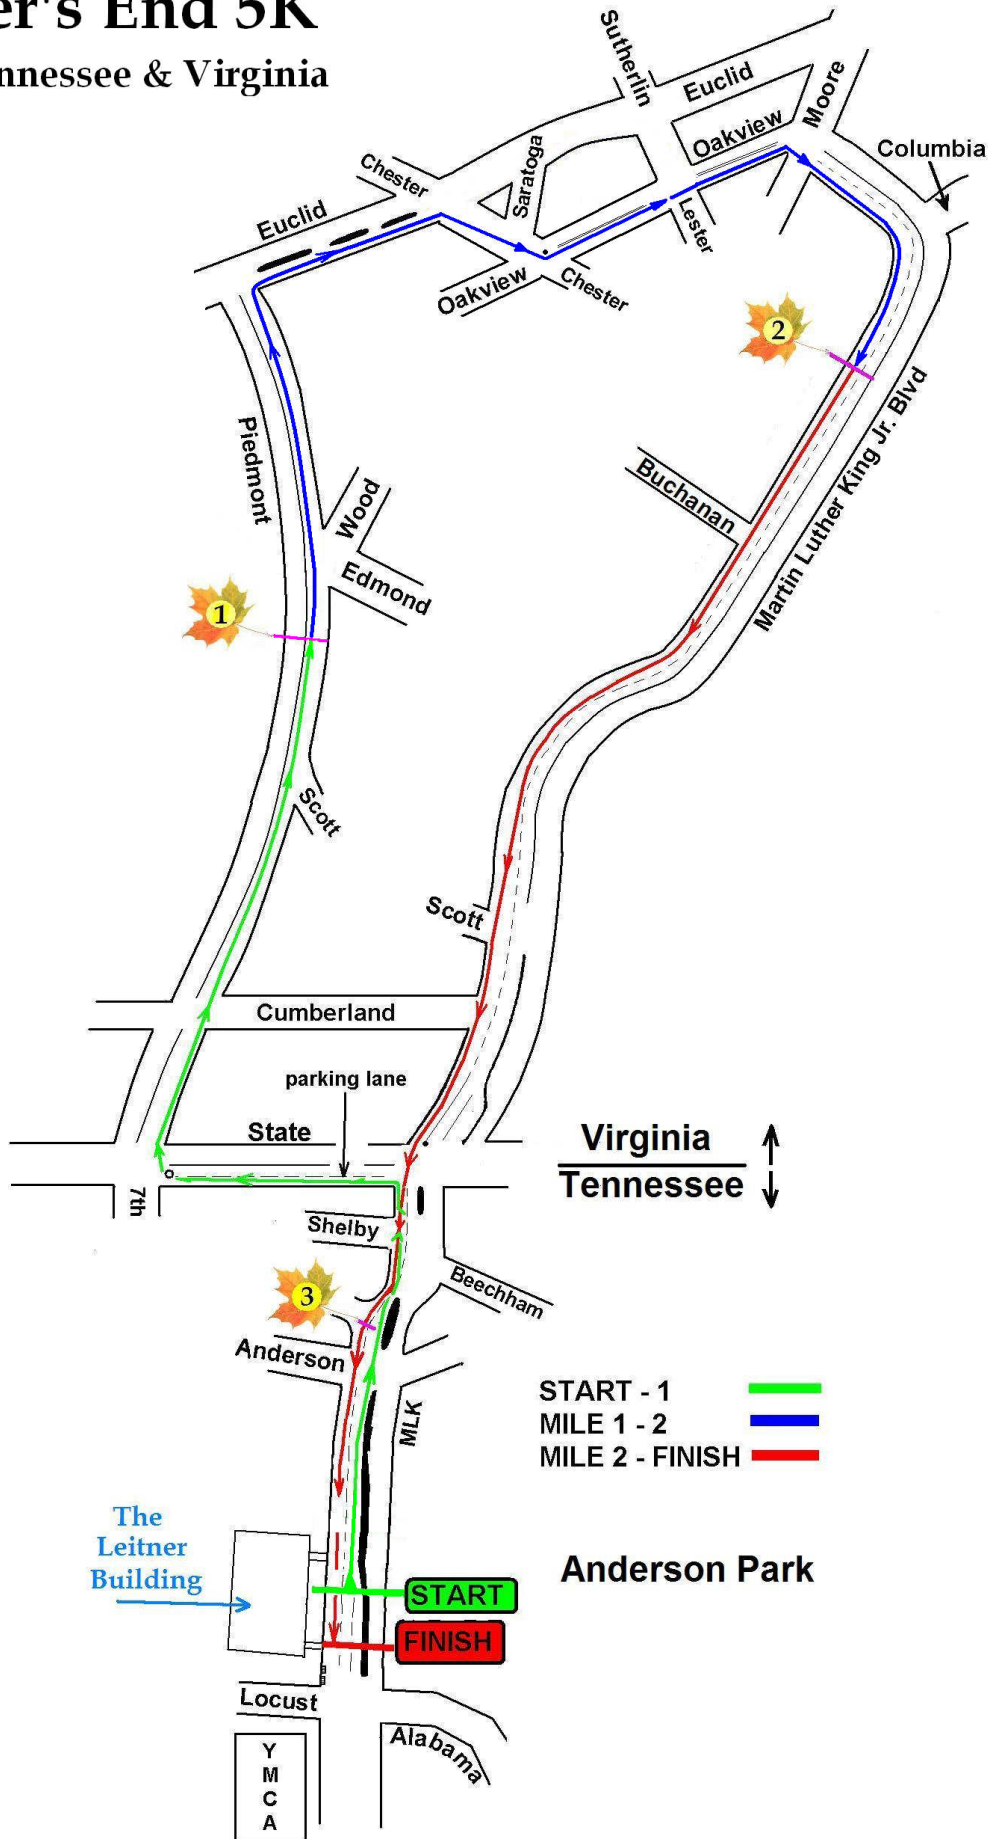 er's End 5K
nnessee & Virginia
Sutherlin
Euclid
Moore
Oakview
Columbia
Chester
Saratoga
Euclid
Lester
Oakview
Chester
2
Piedmont
Martin Luther King Jr. Blvd
Buchanan
Wood
Edmond
1
Scott
Scott
Cumberland
parking lane
State
Virginia
Tennessee
7th
Shelby
Beechham
3
Anderson
MLK
START - 1
MILE 1 - 2
MILE 2 - FINISH
The
Leitner
Building
Anderson Park
START
FINISH
Locust
Alabama
Y
M
C
A